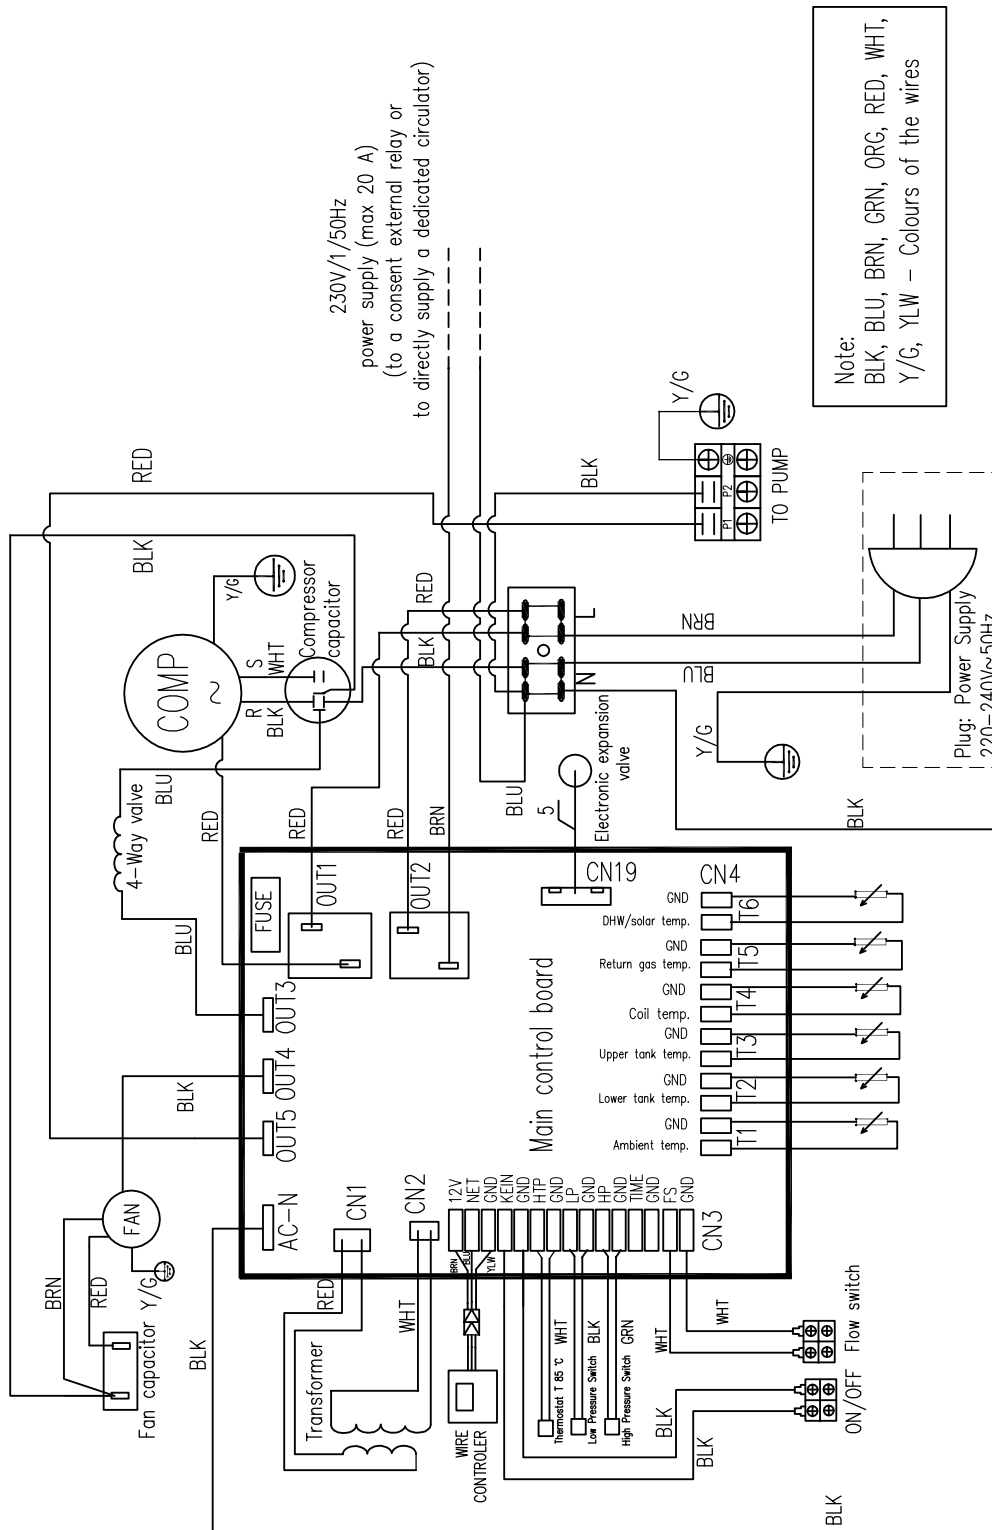 230V/1/50Hz
power supply (max 20 A)
(to a consent external relay or
to directly supply a dedicated circulator)
Note:
BLK, BLU, BRN, GRN, ORG, RED, WHT,
Y/G, YLW - Colours of the wires
RED
BLK
Y/G
BLK
TO PUMP
P1
P2
COMP
~
Y/G
S
WHT
R
BLK
Compressor
capacitor
RED
BLK
L
N
BRN
BLU
Y/G
Plug: Power Supply
220-240V~50Hz
BLK
4-Way valve
BLU
BLU
RED
RED
RED
BRN
BLU
5
Electronic expansion
valve
FUSE
OUT1
OUT2
CN19
OUT3
OUT4
OUT5
AC-N
BLK
FAN
BRN
RED
Y/G
Fan capacitor
BLK
Main control board
CN4
GND
DHW/solar temp.
T6
GND
Return gas temp.
T5
GND
Coil temp.
T4
GND
Upper tank temp.
T3
GND
Lower tank temp.
T2
GND
Ambient temp.
T1
CN1
CN2
RED
WHT
Transformer
CN3
12V
NET
GND
KEIN
GND
HTP
GND
LP
GND
HP
GND
TIME
GND
FS
GND
BRN
BLU
YLW
WIRE
CONTROLER
Thermostat T 85 ℃
WHT
Low Pressure Switch
BLK
High Pressure Switch
GRN
WHT
WHT
Flow switch
BLK
BLK
ON/OFF
BLK